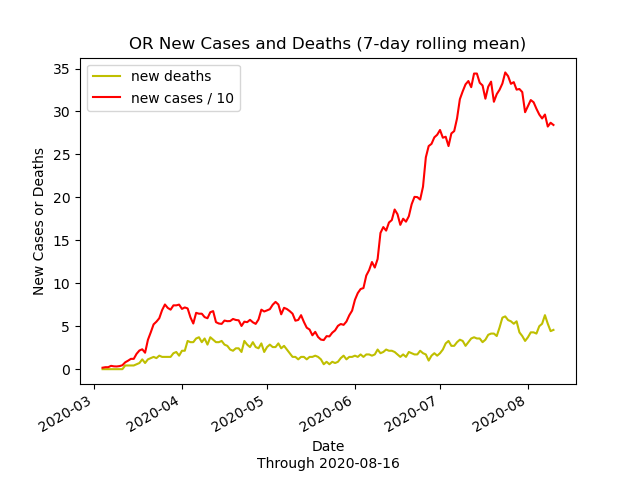 OR New Cases and Deaths (7-day rolling mean)
new deaths
new cases / 10
35
30
25
20
15
10
5
0
New Cases or Deaths
2020-03
2020-04
2020-05
2020-06
2020-07
2020-08
Date
Through 2020-08-16